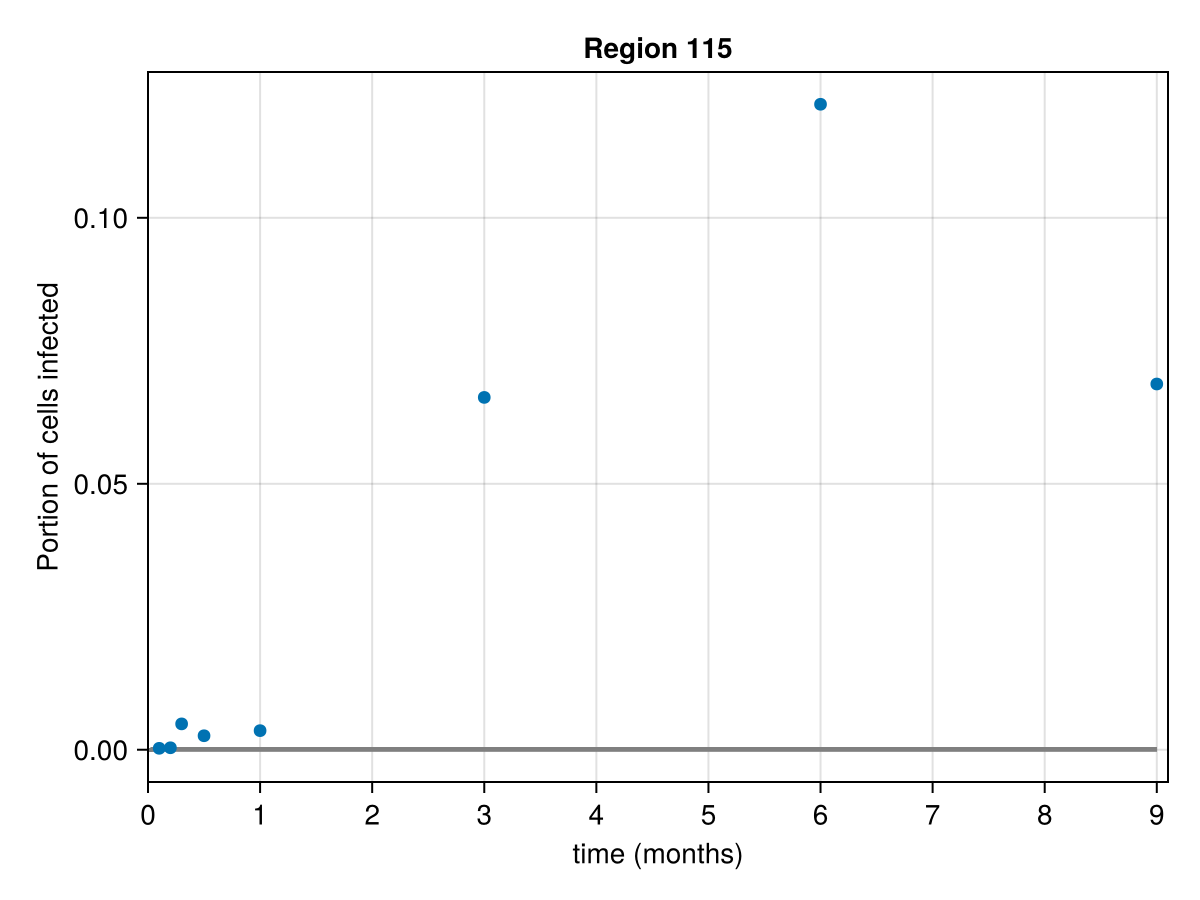 Region 115
0.10
0.05
0.00
Portion of cells infected
0 1 2 3 4 5 6 7 8 9
time (months)